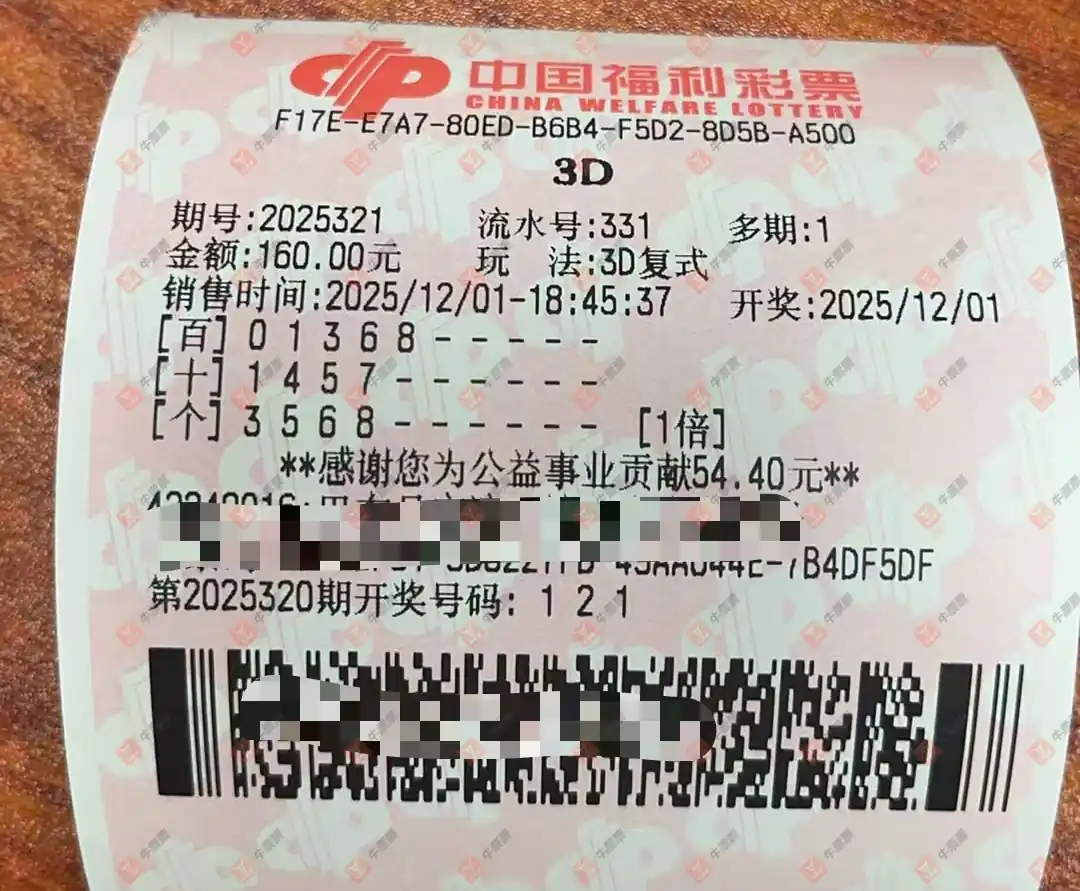 中国福利彩票
CHINA WELFARE LOTTERY
F17E-E7A7-80ED-B6B4-F5D2-8D5B-A500
3D
期号:2025321 流水号:331 多期:1
金额:160.00元 玩 法:3D复式
销售时间:2025/12/01-18:45:37 开奖:2025/12/01
[百] 0 1 3 6 8 - - - - -
[十] 1 4 5 7 - - - - - -
[个] 3 5 6 8 - - - - - - [1倍]
**感谢您为公益事业贡献54.40元**
7B4DF5DF
第2025320期开奖号码: 1 2 1
牛票票